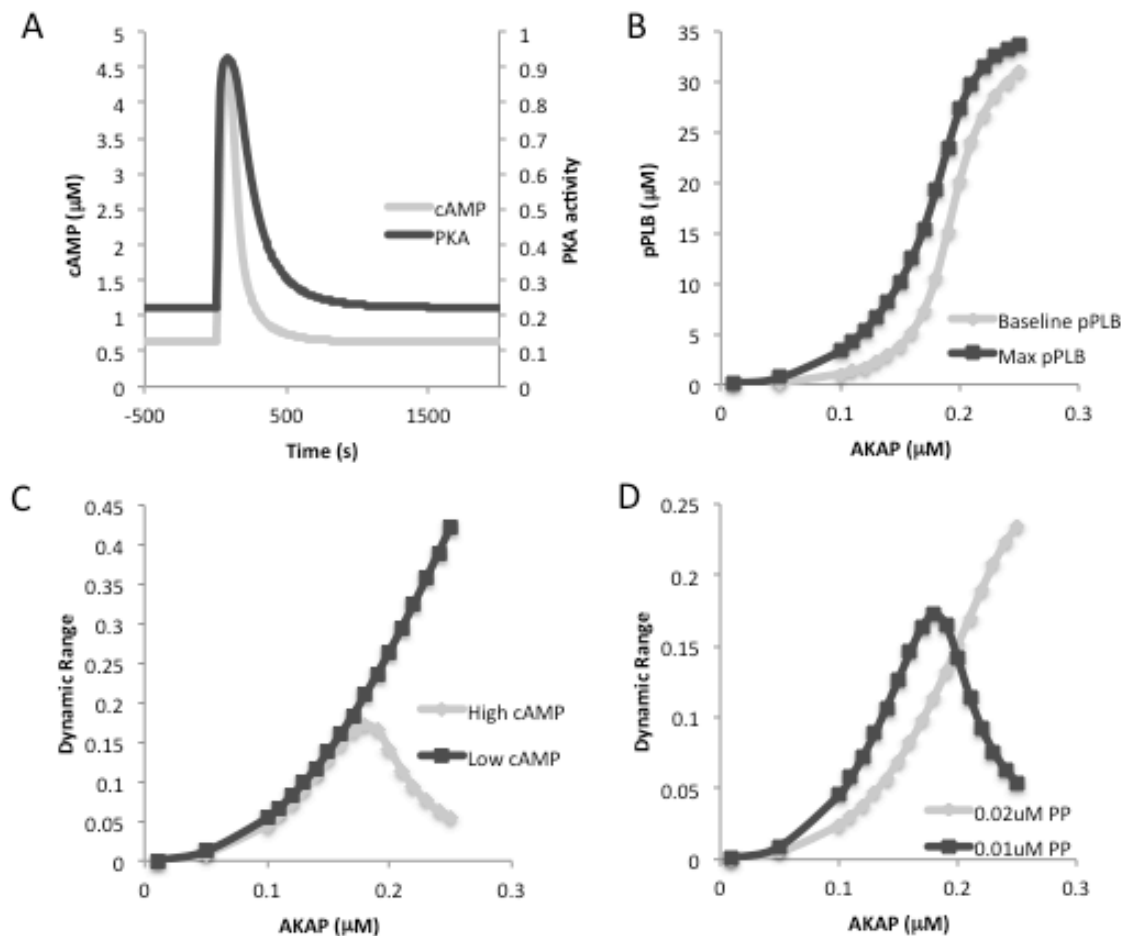 A
5
4.5
4
3.5
3
2.5
2
1.5
1
0.5
0
cAMP (μM)
1
0.9
0.8
0.7
0.6
0.5
0.4
0.3
0.2
0.1
0
PKA activity
cAMP
PKA
-500
500
1500
Time (s)
B
35
30
25
20
15
10
5
0
pPLB (μM)
Baseline pPLB
Max pPLB
0
0.1
0.2
0.3
AKAP (μM)
C
0.45
0.4
0.35
0.3
0.25
0.2
0.15
0.1
0.05
0
Dynamic Range
High cAMP
Low cAMP
0
0.1
0.2
0.3
AKAP (μM)
D
0.25
0.2
0.15
0.1
0.05
0
Dynamic Range
0.02uM PP
0.01uM PP
0
0.1
0.2
0.3
AKAP (μM)